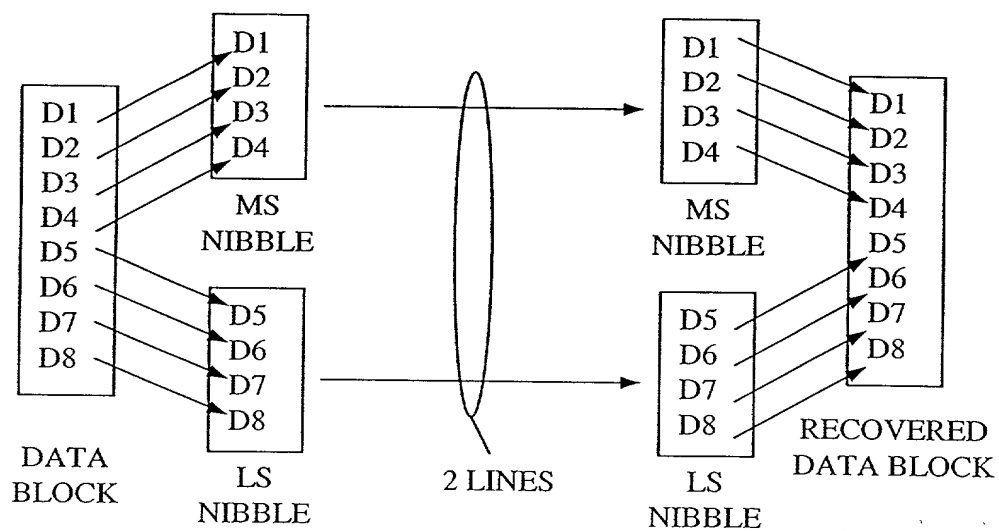 D1
D2
D3
D4
D5
D6
D7
D8
DATA
BLOCK
D1
D2
D3
D4
MS
NIBBLE
D5
D6
D7
D8
LS
NIBBLE
2 LINES
D1
D2
D3
D4
MS
NIBBLE
D5
D6
D7
D8
LS
NIBBLE
D1
D2
D3
D4
D5
D6
D7
D8
RECOVERED
DATA BLOCK